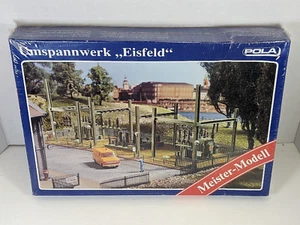 Umspannwerk „Eisfeld“
POLA
Meister-Modell